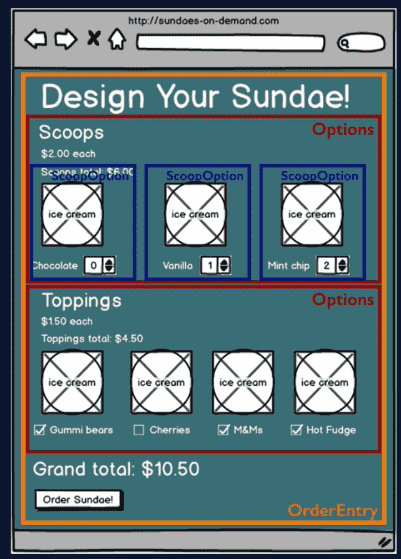 http://sundaes-on-demand.com
Design Your Sundae!
Scoops
Options
$2.00 each
Scoops total: $6.00
ScoopOption
ScoopOption
ScoopOption
ice cream
ice cream
ice cream
Chocolate 0
Vanilla 1
Mint chip 2
Toppings
Options
$1.50 each
Toppings total: $4.50
ice cream
ice cream
ice cream
ice cream
Gummi bears
Cherries
M&Ms
Hot Fudge
Grand total: $10.50
Order Sundae!
OrderEntry